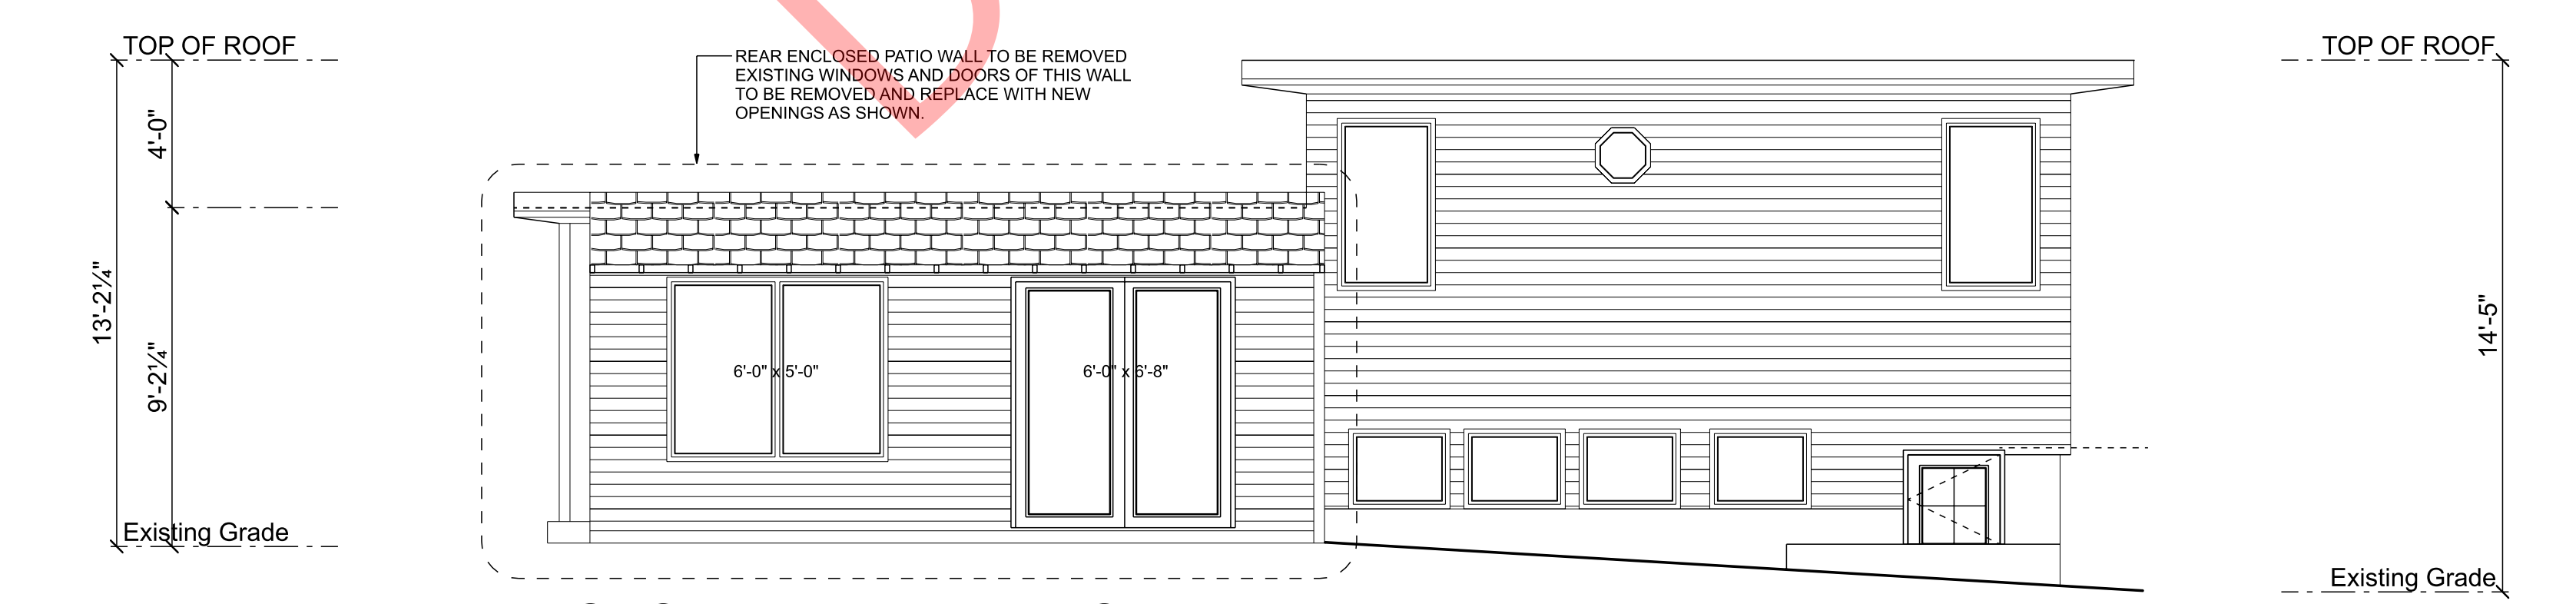 TOP OF ROOF
TOP OF ROOF
REAR ENCLOSED PATIO WALL TO BE REMOVED
EXISTING WINDOWS AND DOORS OF THIS WALL
TO BE REMOVED AND REPLACE WITH NEW
OPENINGS AS SHOWN.
4'-0"
13'-2¼"
9'-2¼"
14'-5"
6'-0" x 5'-0"
6'-0" x 6'-8"
Existing Grade
Existing Grade